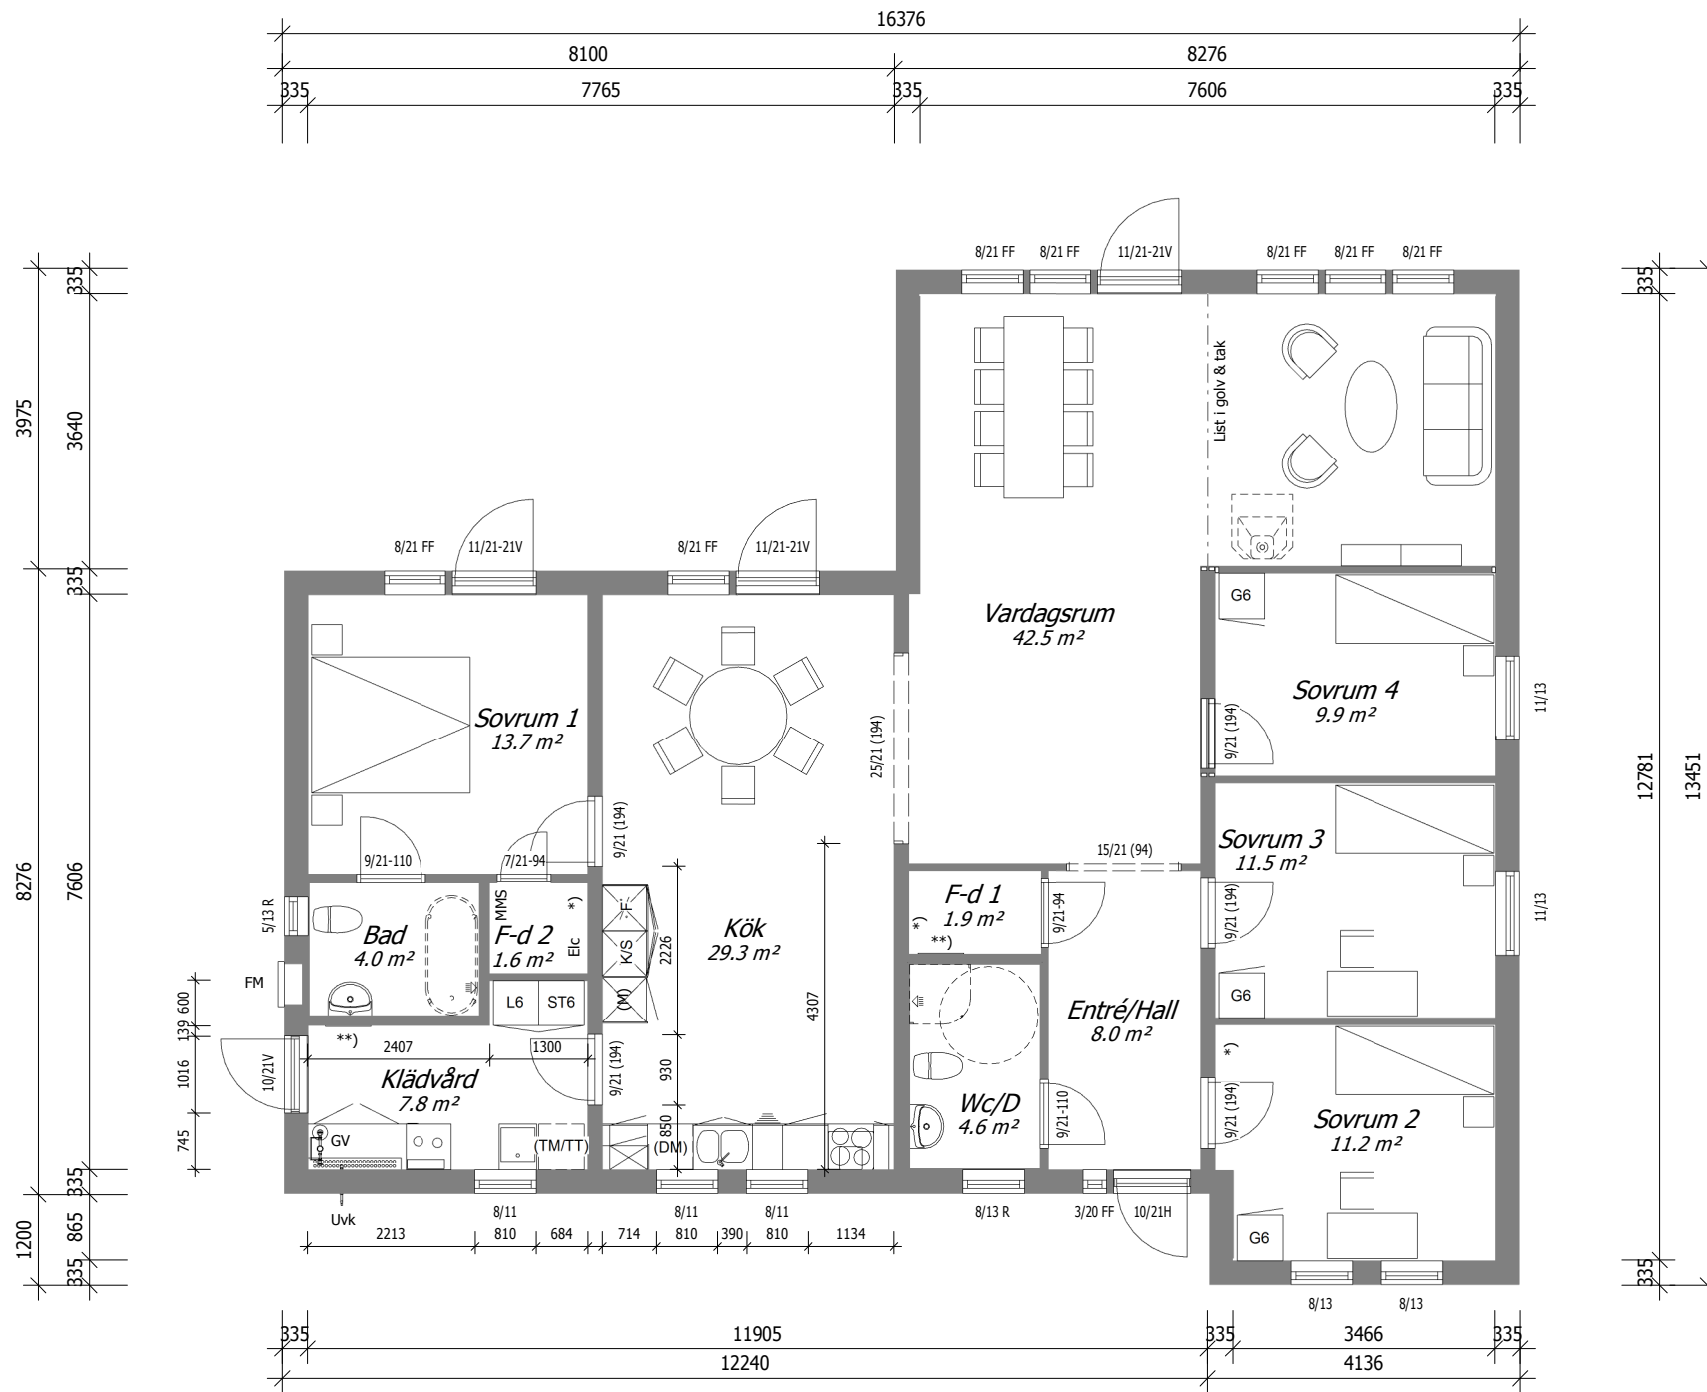 16376
8100
8276
335
7765
335
7606
335
8/21 FF
8/21 FF
11/21-21V
8/21 FF
8/21 FF
8/21 FF
335
335
3975
3640
List i golv & tak
8/21 FF
11/21-21V
8/21 FF
11/21-21V
335
G6
Vardagsrum
42.5 m²
Sovrum 4
9.9 m²
11/13
Sovrum 1
13.7 m²
25/21 (194)
9/21 (194)
12781
13451
9/21 (194)
15/21 (94)
Sovrum 3
11.5 m²
9/21-110
7/21-94
8276
7606
5/13 R
MMS
*)
F
F-d 1
1.9 m²
9/21-94
9/21 (194)
11/13
Bad
4.0 m²
F-d 2
1.6 m²
Elc
K/S
2226
Kök
29.3 m²
*)
**)
FM
600
L6
ST6
(M)
4307
G6
Entré/Hall
8.0 m²
139
**)
2407
1300
*)
1016
10/21V
Klädvård
7.8 m²
9/21 (194)
930
Wc/D
4.6 m²
9/21-110
9/21 (194)
Sovrum 2
11.2 m²
745
GV
(TM/TT)
(DM)
850
335
865
1200
Uvk
8/11
8/11
8/11
8/13 R
3/20 FF
10/21H
2213
810
684
714
810
390
810
1134
G6
335
335
8/13
8/13
335
11905
335
3466
335
12240
4136